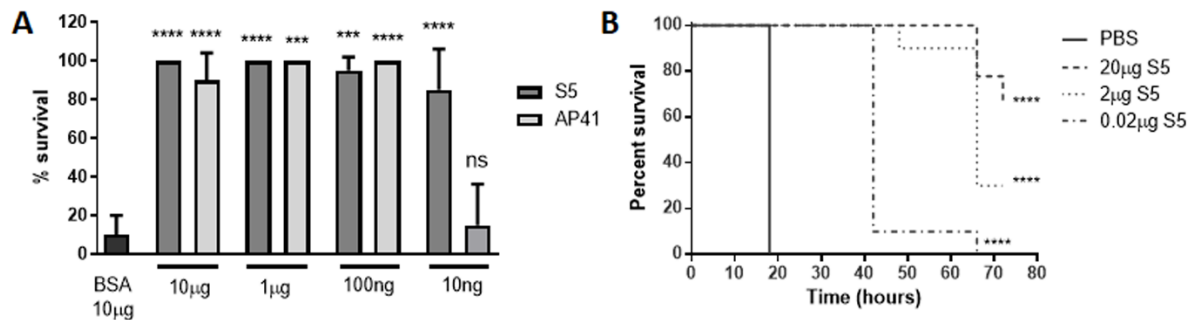 A
% survival
120
100
80
60
40
20
0
**** **** **** *** *** **** **** ns
BSA
10µg
10µg 1µg 100ng 10ng
S5
AP41
B
Percent survival
100
80
60
40
20
0
0 10 20 30 40 50 60 70 80
Time (hours)
****
****
****
PBS
20µg S5
2µg S5
0.02µg S5